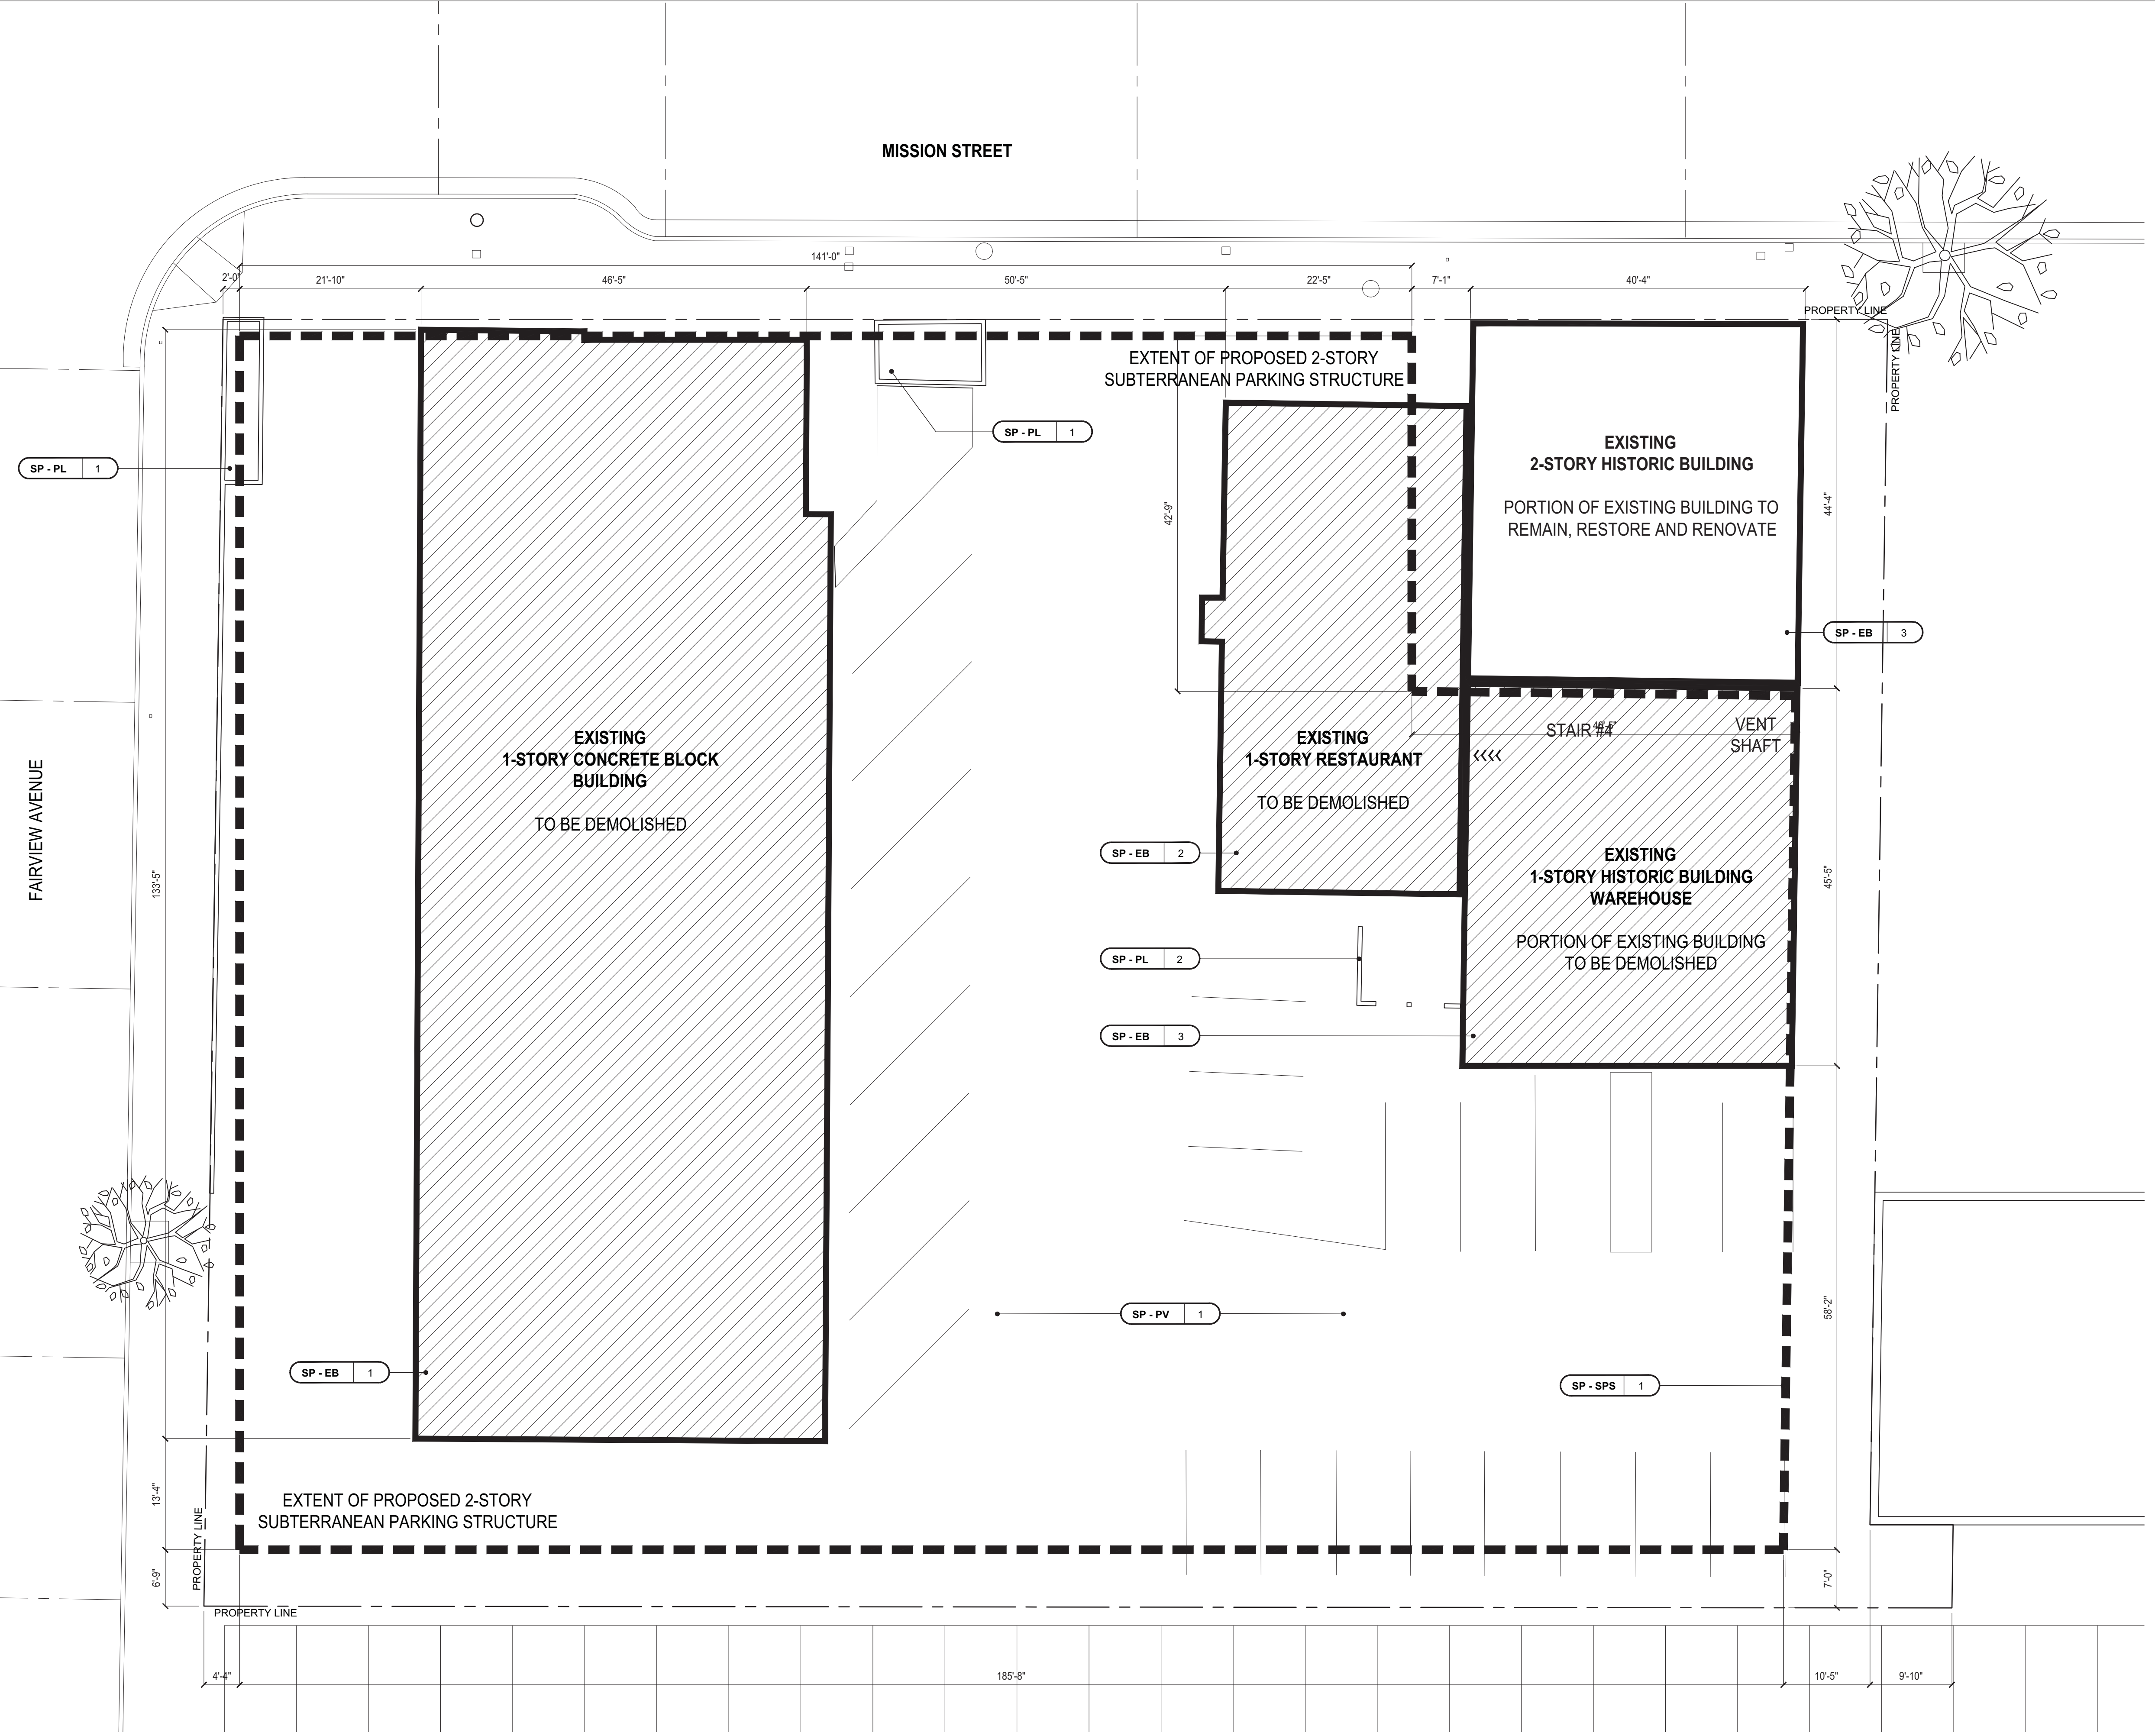 MISSION STREET
141'-0"
2'-0"
21'-10"
46'-5"
50'-5"
22'-5"
7'-1"
40'-4"
PROPERTY LINE
PROPERTY LINE
EXTENT OF PROPOSED 2-STORY
SUBTERRANEAN PARKING STRUCTURE
SP - PL 1
SP - PL 1
EXISTING
2-STORY HISTORIC BUILDING
PORTION OF EXISTING BUILDING TO
REMAIN, RESTORE AND RENOVATE
42'-9"
44'-4"
SP - EB 3
EXISTING
1-STORY CONCRETE BLOCK
BUILDING
TO BE DEMOLISHED
EXISTING
1-STORY RESTAURANT
TO BE DEMOLISHED
STAIR #4
VENT
SHAFT
FAIRVIEW AVENUE
133'-5"
SP - EB 2
EXISTING
1-STORY HISTORIC BUILDING
WAREHOUSE
PORTION OF EXISTING BUILDING
TO BE DEMOLISHED
45'-5"
SP - PL 2
SP - EB 3
SP - PV 1
58'-2"
SP - EB 1
SP - SPS 1
13'-4"
EXTENT OF PROPOSED 2-STORY
SUBTERRANEAN PARKING STRUCTURE
PROPERTY LINE
6'-9"
7'-0"
PROPERTY LINE
4'-4"
185'-8"
10'-5"
9'-10"